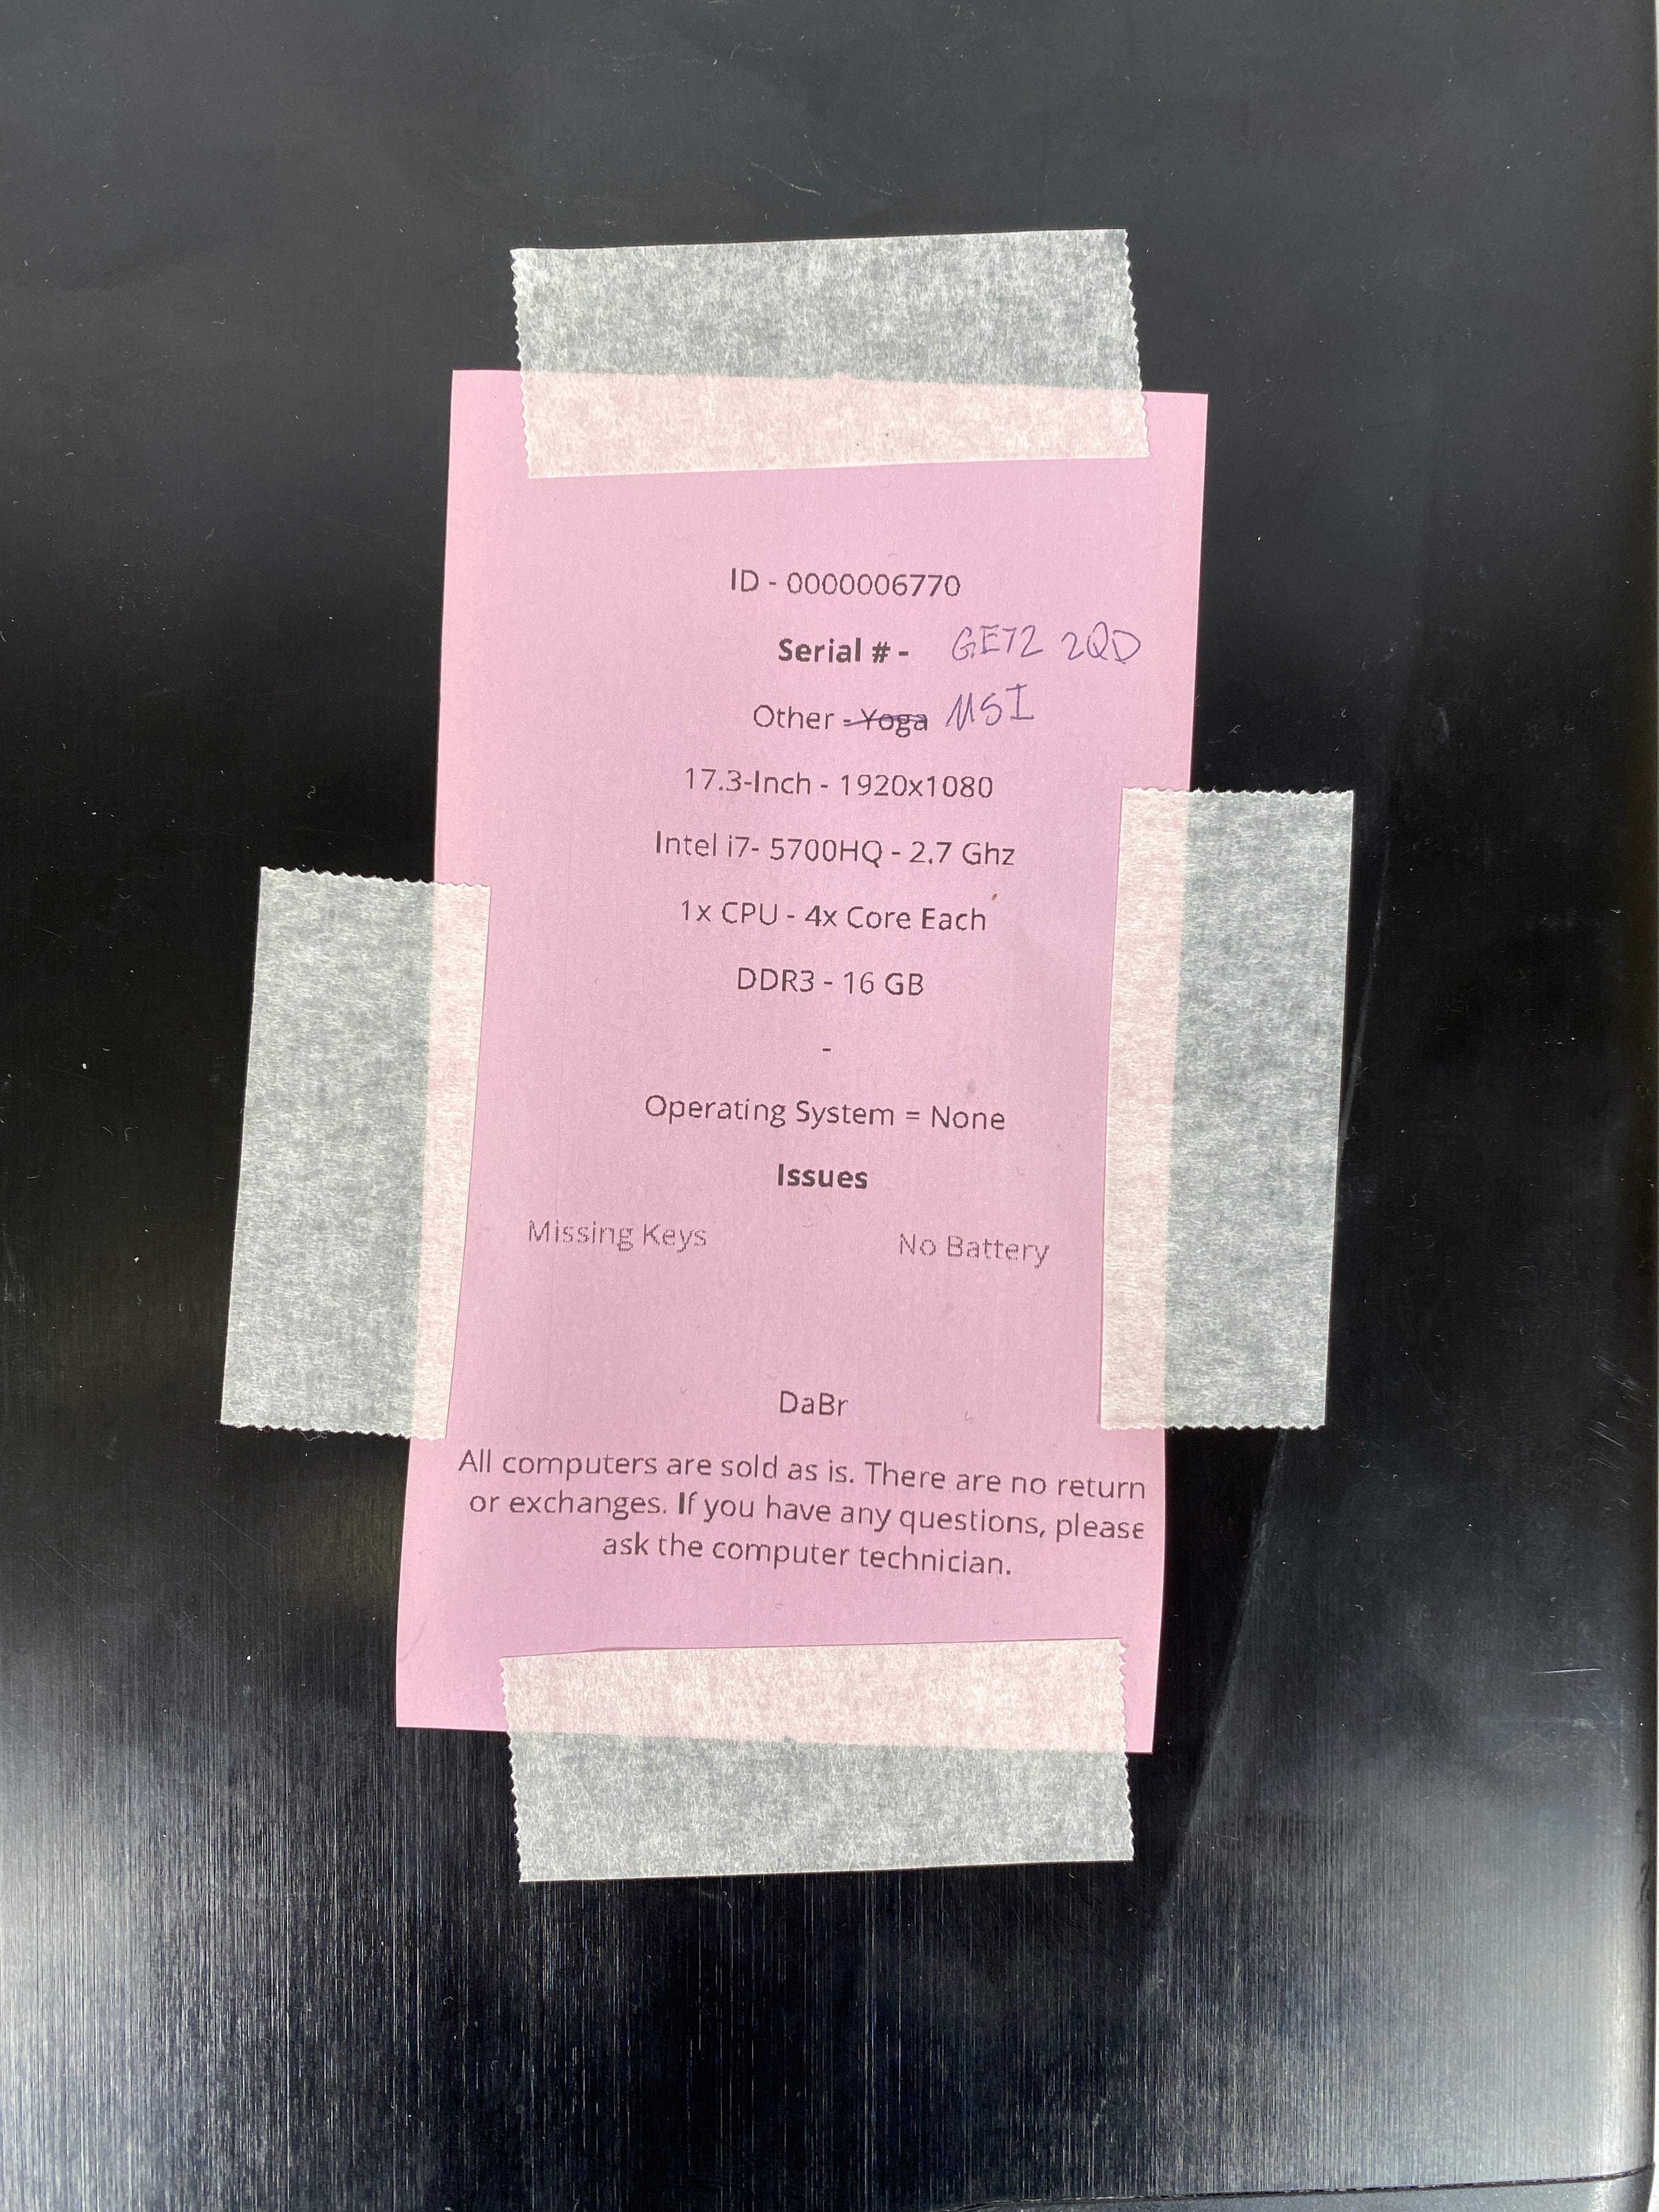 ID - 0000006770
Serial # - GE72 2QD
Other - Yoga MSI
17.3-Inch - 1920x1080
Intel i7- 5700HQ - 2.7 Ghz
1x CPU - 4x Core Each
DDR3 - 16 GB
-
Operating System = None
Issues
Missing Keys No Battery
DaBr
All computers are sold as is. There are no return
or exchanges. If you have any questions, please
ask the computer technician.